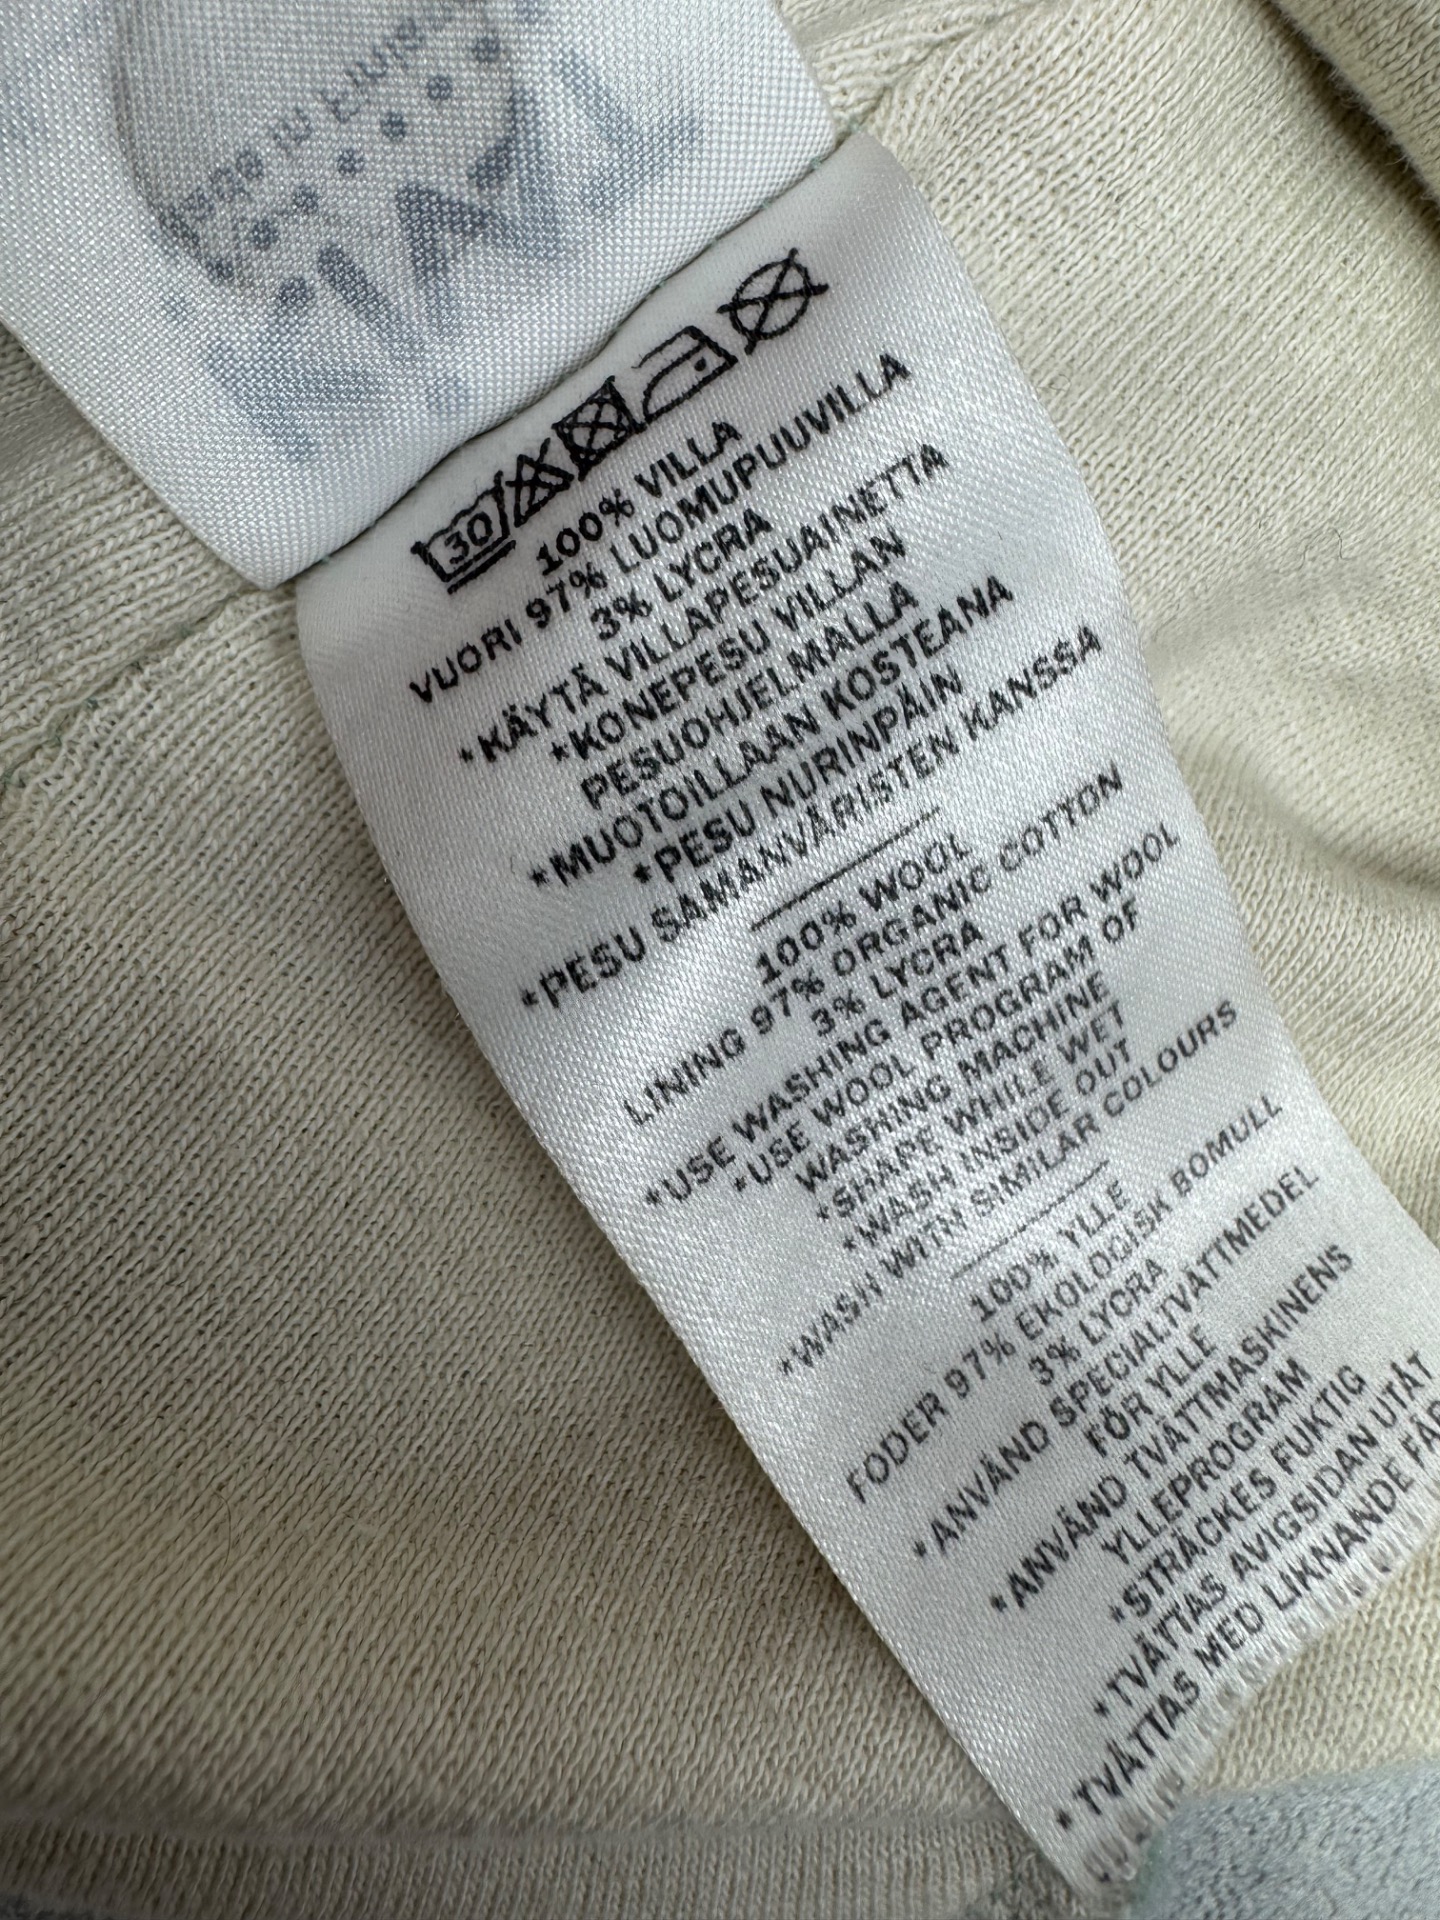 30
100% VILLA
VUORI 97% LUOMUPUUVILLA
3% LYCRA
*KÄYTÄ VILLAPESUAINETTA
*KONEPESU VILLAN
PESUOHJELMALLA
*MUOTOILLAAN KOSTEANA
*PESU NURINPÄIN
*PESU SAMANVÄRISTEN KANSSA
100% WOOL
LINING 97% ORGANIC COTTON
3% LYCRA
*USE WASHING AGENT FOR WOOL
*USE WOOL PROGRAM OF
WASHING MACHINE
*SHAPE WHILE WET
*WASH INSIDE OUT
*WASH WITH SIMILAR COLOURS
100% YLLE
FODER 97% EKOLOGISK BOMULL
3% LYCRA
*ANVÄND SPECIALTVÄTTMEDEL
FÖR YLLE
*ANVÄND TVÄTTMASKINENS
YLLEPROGRAM
*STRÄCKES FUKTIG
*TVÄTTAS AVIGSIDAN UTÅT
*TVÄTTAS MED LIKNANDE FÄR